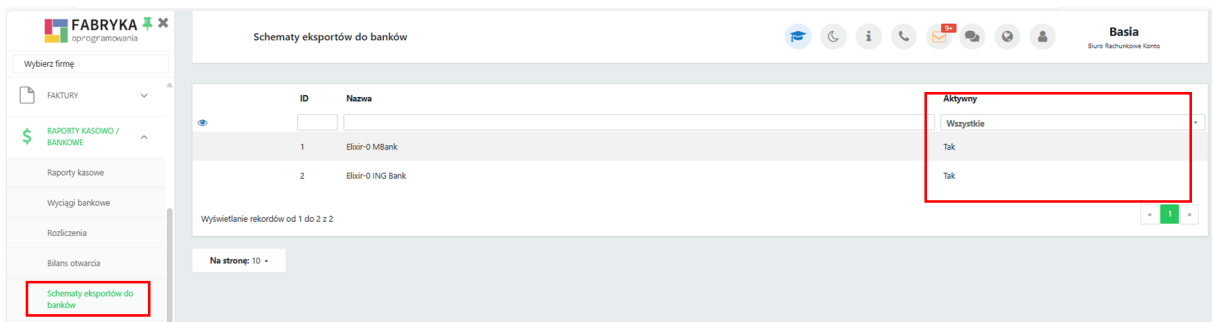 FABRYKA
oprogramowania
Wybierz firmę
FAKTURY
RAPORTY KASOWO /
BANKOWE
Raporty kasowe
Wyciągi bankowe
Rozliczenia
Bilans otwarcia
Schematy eksportów do
banków
Schematy eksportów do banków
9+
Basia
Biuro Rachunkowe Konto
ID Nazwa Aktywny
Wszystkie
1 Elixir-0 MBank Tak
2 Elixir-0 ING Bank Tak
Wyświetlanie rekordów od 1 do 2 z 2
« 1 »
Na stronę: 10